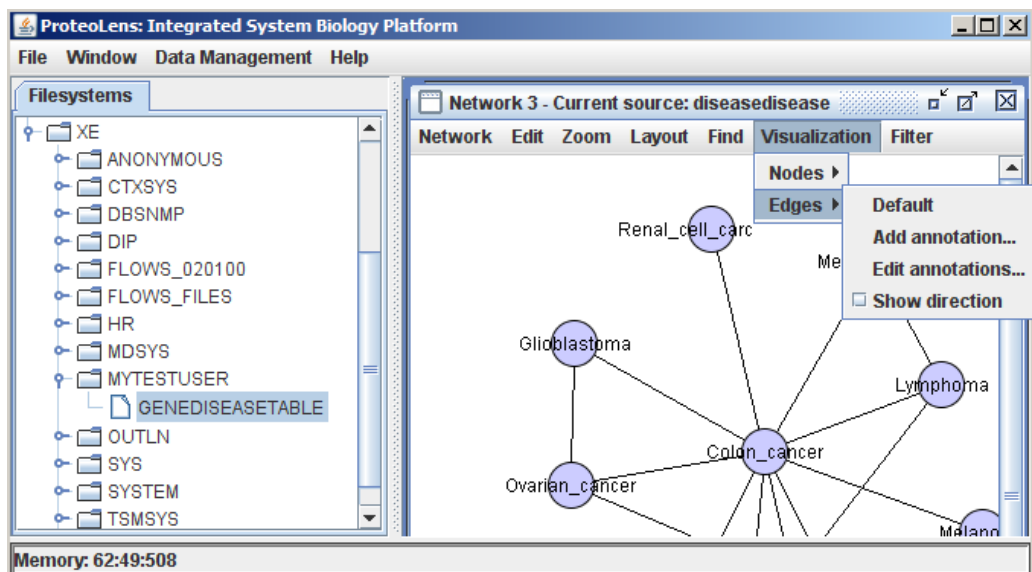 ProteoLens: Integrated System Biology Platform
File Window Data Management Help
Filesystems
XE
ANONYMOUS
CTXSYS
DBSNMP
DIP
FLOWS_020100
FLOWS_FILES
HR
MDSYS
MYTESTUSER
GENEDISEASETABLE
OUTLN
SYS
SYSTEM
TSMSYS
Network 3 - Current source: diseasedisease
Network Edit Zoom Layout Find Visualization Filter
Nodes
Edges
Default
Add annotation...
Edit annotations...
Show direction
Renal_cell_carc
Me
Glioblastoma
Lymphoma
Colon_cancer
Ovarian_cancer
Melano
Memory: 62:49:508